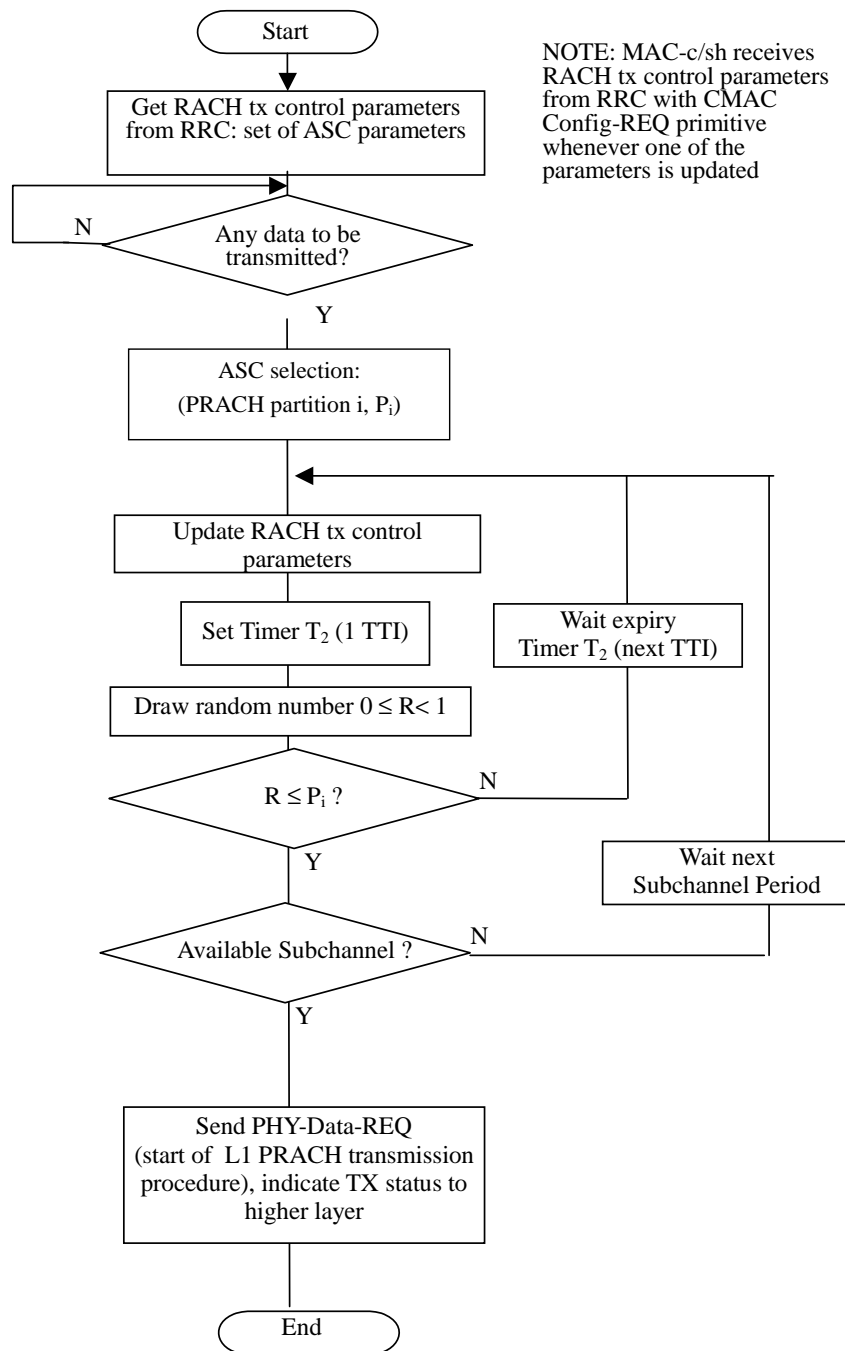 Start
NOTE: MAC-c/sh receives
RACH tx control parameters
from RRC with CMAC
Config-REQ primitive
whenever one of the
parameters is updated
Get RACH tx control parameters
from RRC: set of ASC parameters
N
Any data to be
transmitted?
Y
ASC selection:
(PRACH partition i, Pi)
Update RACH tx control
parameters
Wait expiry
Timer T2 (next TTI)
Set Timer T2 (1 TTI)
Draw random number 0 ≤ R< 1
N
R ≤ Pi ?
Y
Wait next
Subchannel Period
N
Available Subchannel ?
Y
Send PHY-Data-REQ
(start of L1 PRACH transmission
procedure), indicate TX status to
higher layer
End